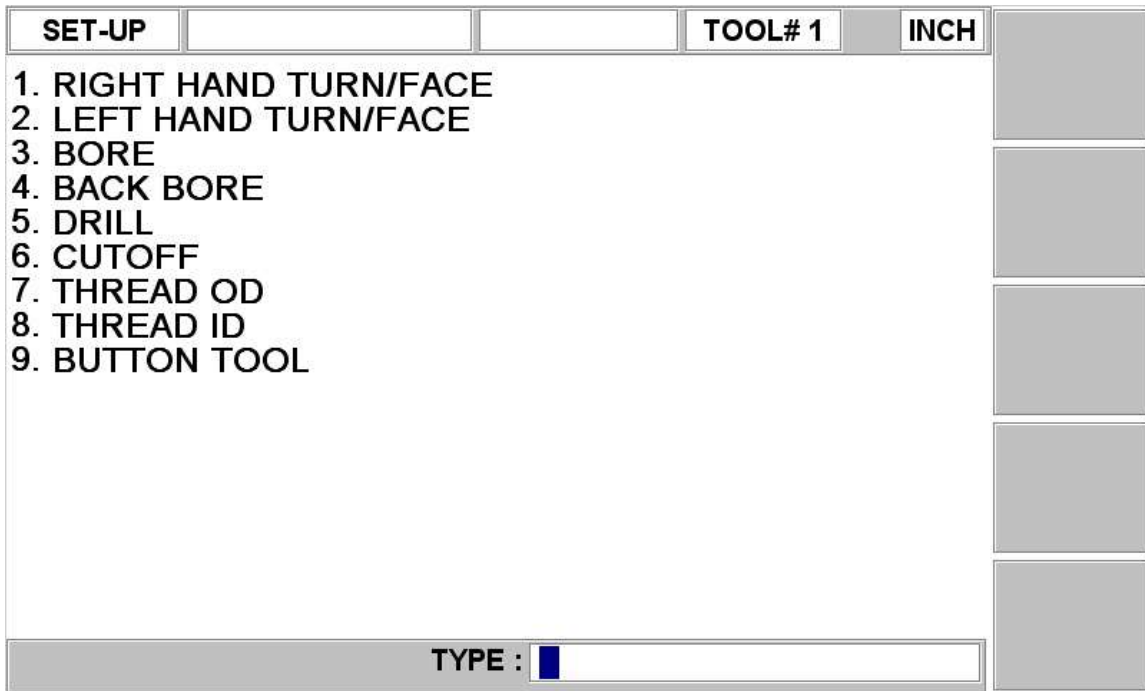 SET-UP TOOL# 1 INCH
1. RIGHT HAND TURN/FACE
2. LEFT HAND TURN/FACE
3. BORE
4. BACK BORE
5. DRILL
6. CUTOFF
7. THREAD OD
8. THREAD ID
9. BUTTON TOOL
TYPE :